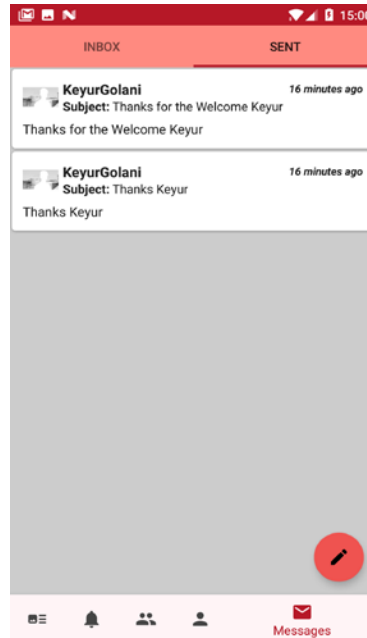 15:00
INBOX
SENT
KeyurGolani
16 minutes ago
Subject: Thanks for the Welcome Keyur
Thanks for the Welcome Keyur
KeyurGolani
16 minutes ago
Subject: Thanks Keyur
Thanks Keyur
Messages